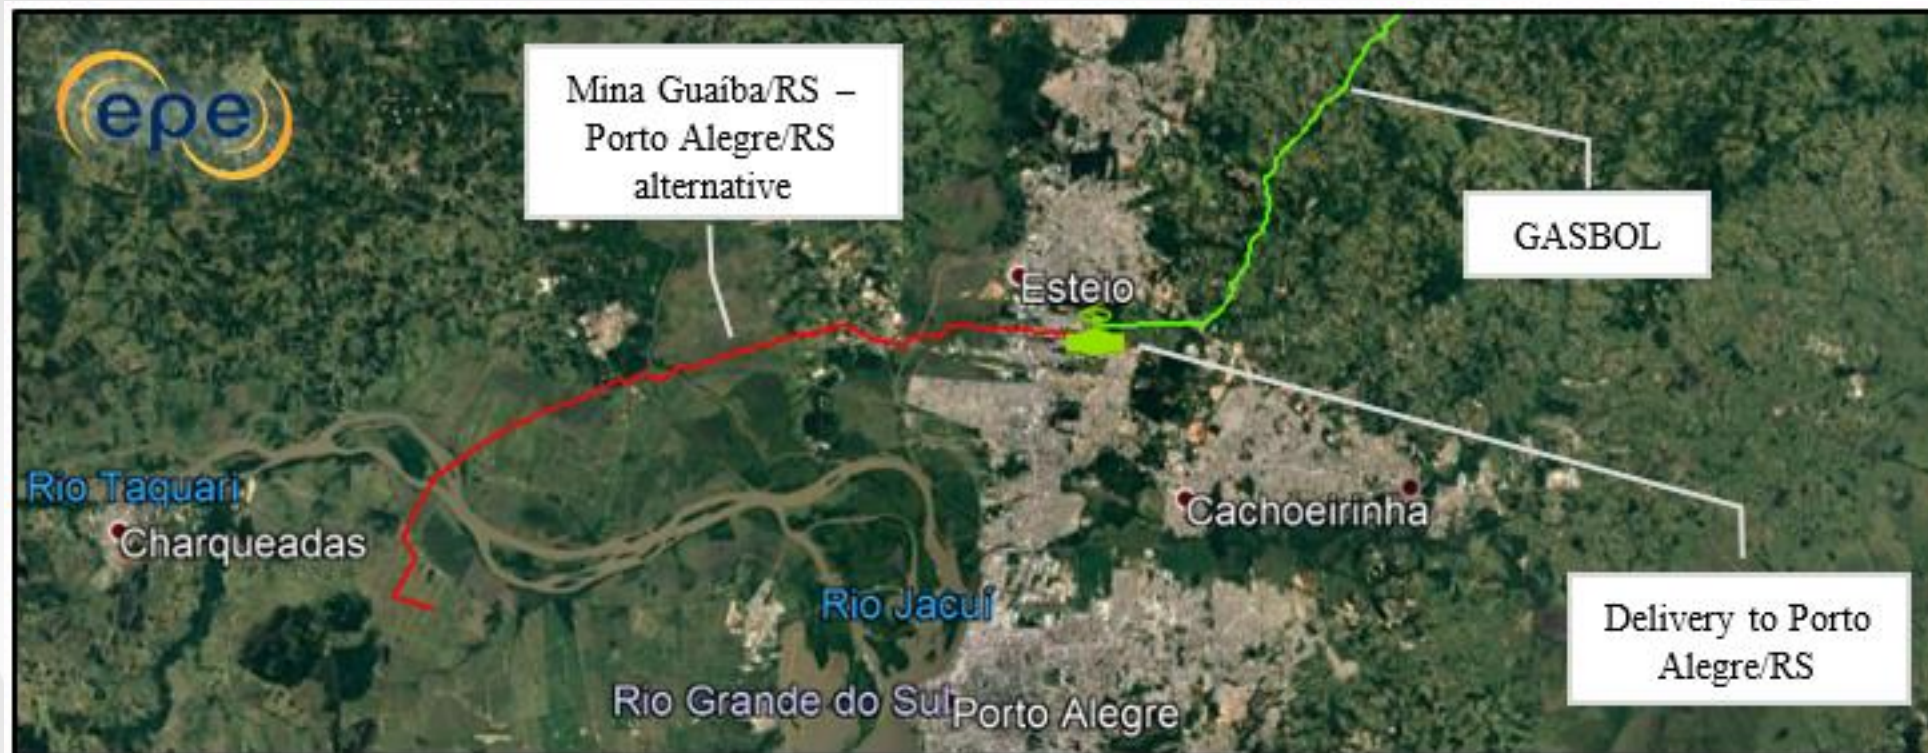 epe
Mina Guaíba/RS –
Porto Alegre/RS
alternative
GASBOL
Esteio
Rio Taquari
Charqueadas
Cachoeirinha
Rio Jacuí
Delivery to Porto
Alegre/RS
Rio Grande do Sul
Porto Alegre